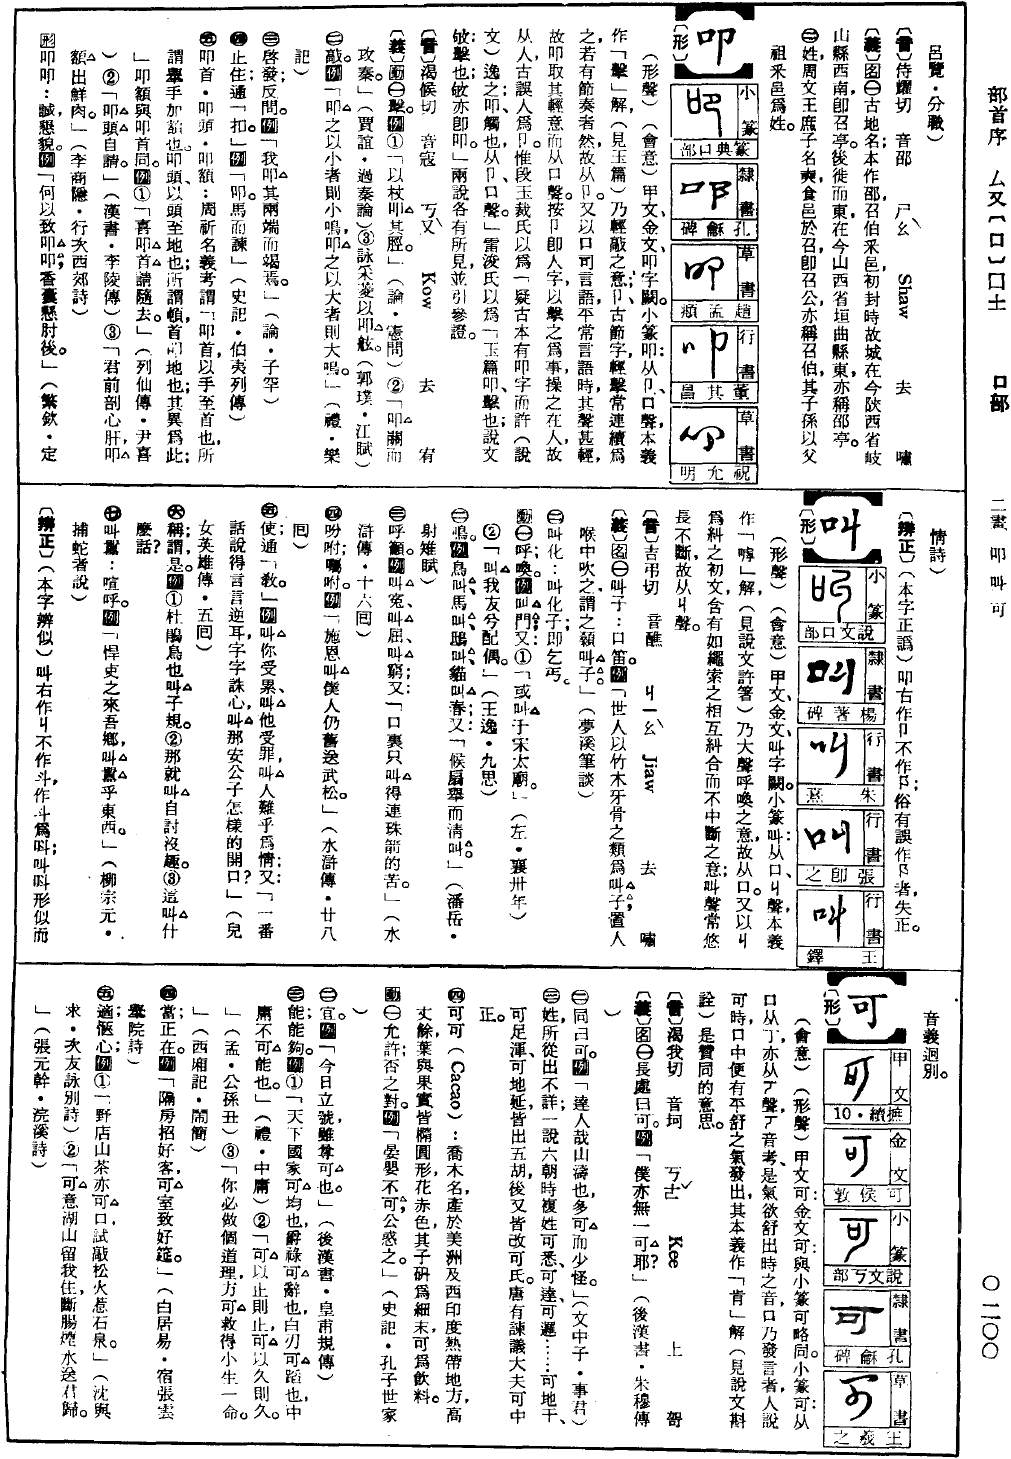 部首序 厶又〔口〕囗土 口部 二畫 叩叫可 〇二〇〇
呂覽・分職）
〔音〕侍耀切 音邵 ㄕㄠˋ Shaw 去 嘯
〔義〕图㊀古地名本作邵召伯采邑初封時故城在今陝西省岐
山縣西南卽召亭。後徙而東在今山西省垣曲縣東亦稱邵亭。
㊁姓周文王庶子名奭食邑於召卽召公亦稱召伯其子孫以父
祖采邑爲姓。
【叩】
小篆 篆典口部
隸書 孔龢碑
草書 趙孟頫
行書 董其昌
草書 祝允明
〔形〕（形聲）（會意）甲文、金文、叩字闕。小篆叩：从卩、口聲，本義
作「擊」解（見玉篇）乃輕敲之意；卩、古節字輕擊常連續爲
之若有節奏者然，故从卩。又以口可言語平常言語時其聲甚輕
故叩取其輕意而从口聲。按卩卽人字以擊之爲事操之在人，故
从人古誤人爲卩。惟段玉裁氏以爲「疑古本有叩字而許（說
文）逸之叩觸也从卩口聲。」雷浚氏以爲「玉篇叩、擊也；說文
敂、擊也；敂亦卽叩」兩說各有所見並引參證。
〔音〕渴候切 音寇 ㄎㄡˋ Kow 去 宥
〔義〕動㊀擊。例①「以杖叩其脛。」（論・憲問）②「叩關而
攻秦。」（賈誼・過秦論）③詠采菱以叩舷。（郭璞・江賦）
㊁敲。例「叩之以小者則小鳴，叩之以大者則大鳴。」（禮・樂
記）
㊂啓發；反問。例「我叩其兩端而竭焉。」（論・子罕）
㊃止住；通「扣」例「叩馬而諫」（史記・伯夷列傳）
㊄叩首・叩頭・叩額：周祈名義考謂「叩首，以手至首也，所
謂舉手加額也。叩頭、以頭至地也；所謂頓首叩地也；其異爲此；
」叩額與叩首同。例①「喜叩首請隨去」（列仙傳・尹喜
）②「叩頭自請」（漢書・李陵傳）③「君前剖心肝，叩
額出鮮肉。」（李商隱・行次西郊詩）
形叩叩：誠懇貌。例「何以致叩叩；香囊懸肘後。」（繁欽・定
情詩）
〔辨正〕（本字正譌）叩右作卩不作阝俗有誤作阝者失正。
【叫】
小篆 說文口部
隸書 楊著碑
行書 朱熹
行書 張卽之
行書 王鐸
〔形〕（形聲）（會意）甲文、金文叫字闕。小篆叫：从口、丩聲，本義
作「嘑」解（見說文許箸）乃大聲呼喚之意故从口。又以丩
爲糾之初文含有如繩索之相互糾合而不中斷之意；叫聲常悠
長不斷，故从丩聲。
〔音〕吉弔切 音醮 ㄐㄧㄠˋ Jiaw 去 嘯
〔義〕图㊀叫子：口笛。例「世人以竹木牙骨之類爲叫子；置人
喉中吹之謂之顙叫子。」（夢溪筆談）
㊁叫化：叫化子卽乞丐。
動㊀呼喚。例叫門。又：①「或叫于宋太廟。」（左・襄卅年）
②「叫我友兮配偶。」（王逸・九思）
㊁鳴。例鳥叫、馬叫、鷄叫、貓叫春；又「候扇舉而淸叫。」（潘岳・
射雉賦）
㊂呼籲。例叫寃、叫屈、叫窮；又：「口裏只叫得連珠箭的苦。」（水
滸傳・十六囘）
㊃吩咐；囑咐。例「施恩叫僕人仍舊送武松。」（水滸傳・廿八
囘）
㊄使；通「敎。」例叫你受累、叫他受罪，叫人難乎爲情；又「一番
話說得言言逆耳，字字誅心，叫那安公子怎樣的開口？」（兒
女英雄傳・五囘）
㊅稱謂；是。例①杜鵑鳥也叫子規。②那就叫自討沒趣。③這叫什
麼話？
㊆叫囂：喧呼。例「悍吏之來吾鄕，叫囂乎東西。」（柳宗元・
捕蛇者說）
〔辨正〕（本字辨似）叫右作丩不作斗，作斗爲呌；叫呌形似而
音義迥別。
【可】
甲文 摭續・10
金文 可侯敦
小篆 說文丂部
隸書 孔龢碑
草書 王羲之
〔形〕（會意）（形聲）甲文可：金文可：與小篆可略同。小篆可：从
口从丁亦从丂聲，丂音考，是氣欲舒出時之音。口乃發言者，人說
可時口中便有平舒之氣發出，其本義作「肯」解（見說文斠
詮）是贊同的意思。
〔音〕渴我切 音坷 ㄎㄜˇ Kee 上 哿
〔義〕图㊀長處曰可。例「僕亦無一可耶？」（後漢書・朱穆傳
）
㊁同曰可。例「達人哉山濤也，多可而少怪。」（文中子・事君）
㊂姓，所從出不詳；一說六朝時複姓可悉、可達、可遲……可地干、
可足渾、可地延，皆出五胡，後又皆改可氏。唐有諫議大夫可中
正。
㊃可可（Cacao）：喬木名，產於美洲及西印度熱帶地方，高
丈餘，葉與果實皆橢圓形，花赤色，其子硏爲細末，可爲飲料。
動㊀允許；否之對。例「晏嬰不可；公惑之。」（史記・孔子世家
）
㊁宜。例「今日立號，雖尊可也。」（後漢書・皇甫規傳）
㊂能；能夠。例①「天下國家可均也，爵祿可辭也，白刃可蹈也，中
庸不可能也。」（禮・中庸）②「可以止則止，可以久則久。
」（孟・公孫丑）③「你必做個道理，方可救得小生一命。
」（西廂記・鬧簡）
㊃當；正在。例「隔房招好客，可室致好筵。」（白居易・宿張雲
擧院詩）
㊄適；愜心。例①「野店山茶亦可口，試敲松火惹石泉。」（沈與
求・次友詠別詩）②「可意湖山留我住，斷腸煙水送君歸。
」（張元幹・浣溪詩）